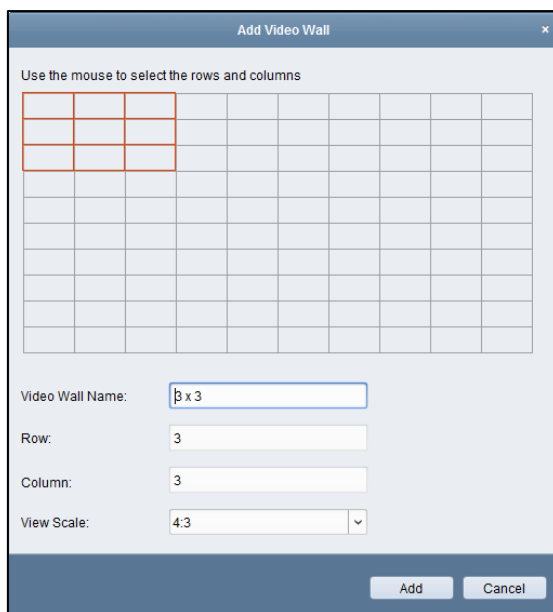 Add Video Wall ×
Use the mouse to select the rows and columns
Video Wall Name: 3 x 3
Row: 3
Column: 3
View Scale: 4:3
Add Cancel